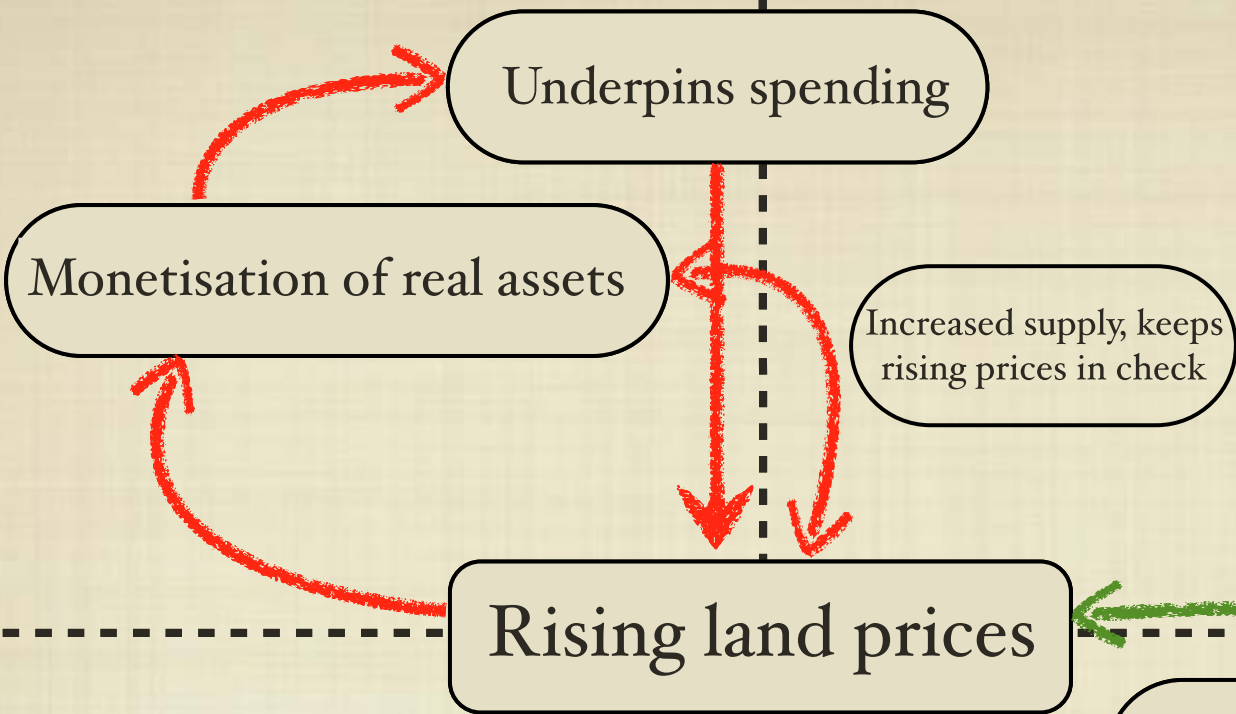 Underpins spending
Monetisation of real assets
Increased supply, keeps
rising prices in check
Rising land prices